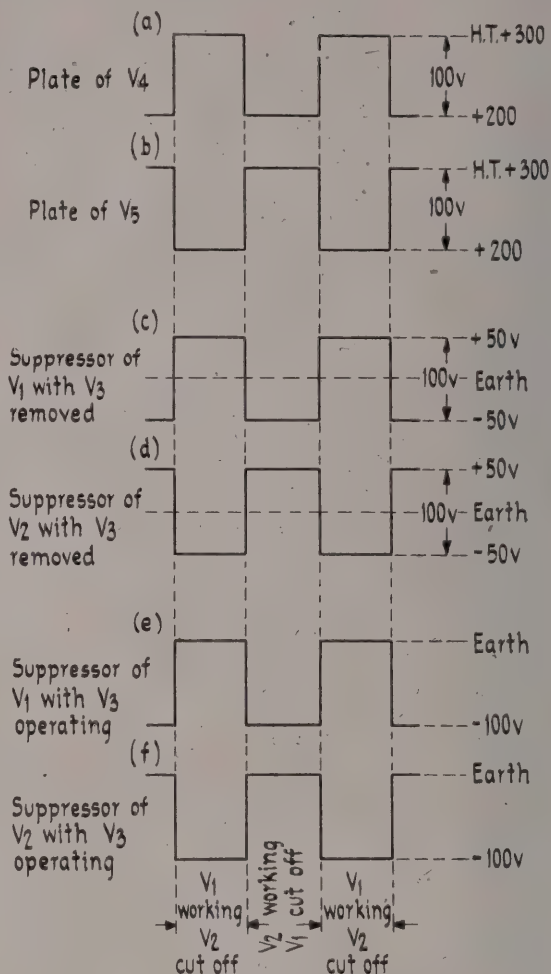 (a)
Plate of V4
H.T.+300
100v
+200
(b)
Plate of V5
H.T.+300
100v
+200
(c)
Suppressor of
V1 with V3
removed
+50v
100v
Earth
-50v
(d)
Suppressor of
V2 with V3
removed
+50v
100v
Earth
-50v
(e)
Suppressor of
V1 with V3
operating
Earth
-100v
(f)
Suppressor of
V2 with V3
operating
Earth
-100v
V1
working
V2
cut off
V2 working
V1 cut off
V1
working
V2
cut off